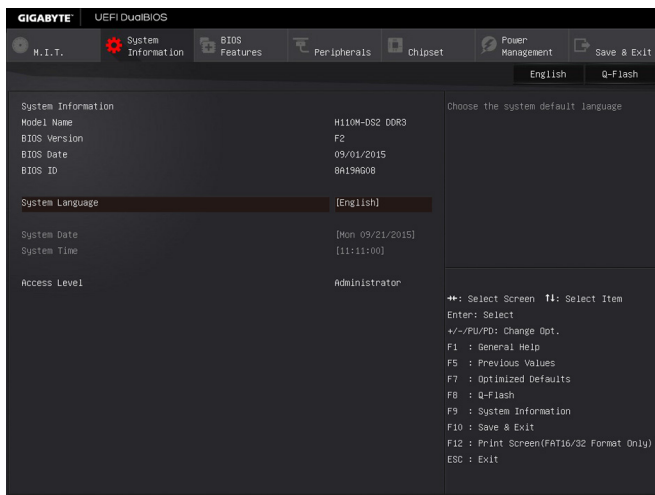 GIGABYTE™ UEFI DualBIOS
M.I.T.
System Information
BIOS Features
Peripherals
Chipset
Power Management
Save & Exit
English Q-Flash
System Information
Model Name H110M-DS2 DDR3
BIOS Version F2
BIOS Date 09/01/2015
BIOS ID 8A19AG08
System Language [English]
System Date [Mon 09/21/2015]
System Time [11:11:00]
Access Level Administrator
Choose the system default language
→←: Select Screen ↑↓: Select Item
Enter: Select
+/-/PU/PD: Change Opt.
F1 : General Help
F5 : Previous Values
F7 : Optimized Defaults
F8 : Q-Flash
F9 : System Information
F10 : Save & Exit
F12 : Print Screen(FAT16/32 Format Only)
ESC : Exit